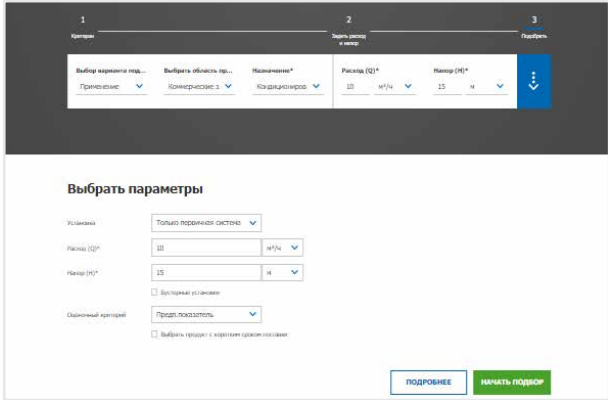 1
2
3
Критерии
Задать расход
и напор
Подобрать
Выбор варианта под...
Выбрать область пр...
Назначение*
Расход (Q)*
Напор (H)*
Применение
Коммерческие з
Кондициониров
10
м³/ч
15
м
Выбрать параметры
Установка
Только первичная система
Расход (Q)*
10
м³/ч
Напор (H)*
15
м
Бустерные установки
Оценочный критерий
Предп.показатель
Выбрать продукт с коротким сроком поставки
ПОДРОБНЕЕ
НАЧАТЬ ПОДБОР